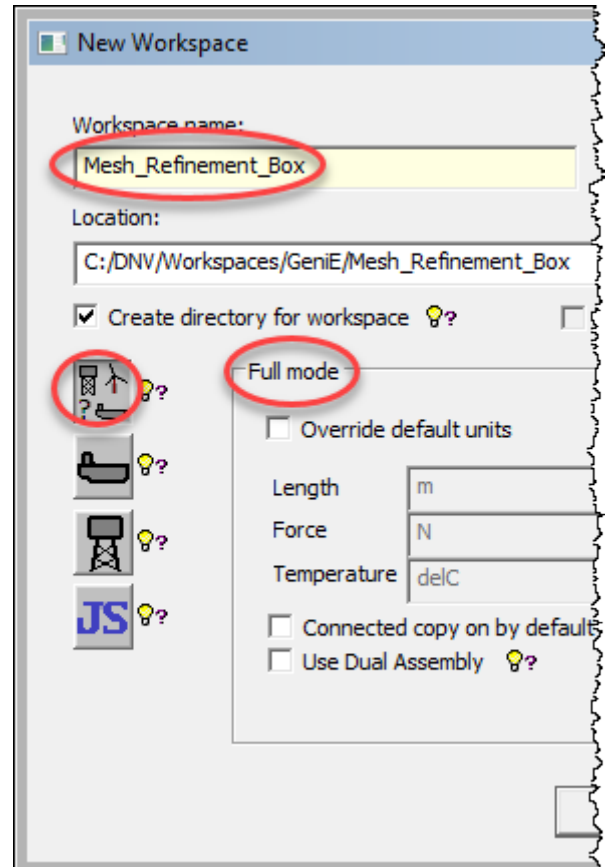 New Workspace
Workspace name:
Mesh_Refinement_Box
Location:
C:/DNV/Workspaces/GeniE/Mesh_Refinement_Box
Create directory for workspace ?
?
Full mode
Override default units
?
Length m
?
Force N
Temperature delC
JS ?
Connected copy on by default
Use Dual Assembly ?